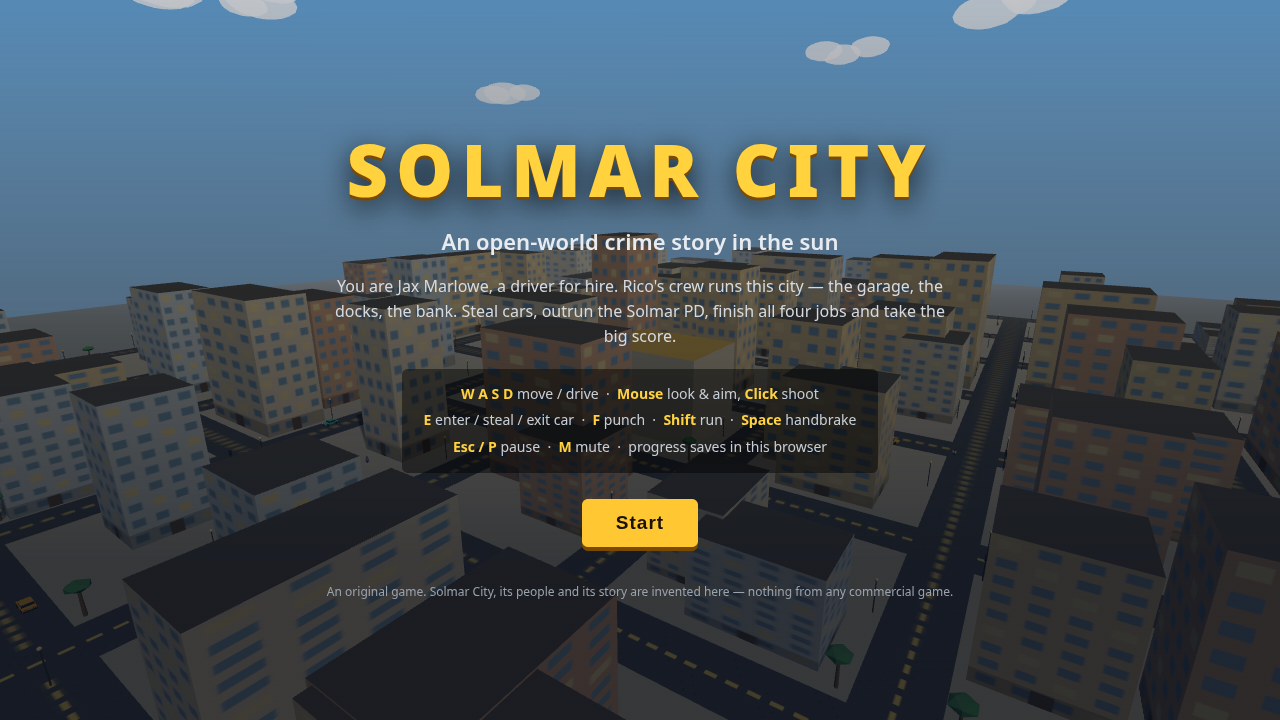 SOLMAR CITY
An open-world crime story in the sun
You are Jax Marlowe, a driver for hire. Rico's crew runs this city — the garage, the
docks, the bank. Steal cars, outrun the Solmar PD, finish all four jobs and take the
big score.
W A S D move / drive · Mouse look & aim, Click shoot
E enter / steal / exit car · F punch · Shift run · Space handbrake
Esc / P pause · M mute · progress saves in this browser
Start
An original game. Solmar City, its people and its story are invented here — nothing from any commercial game.